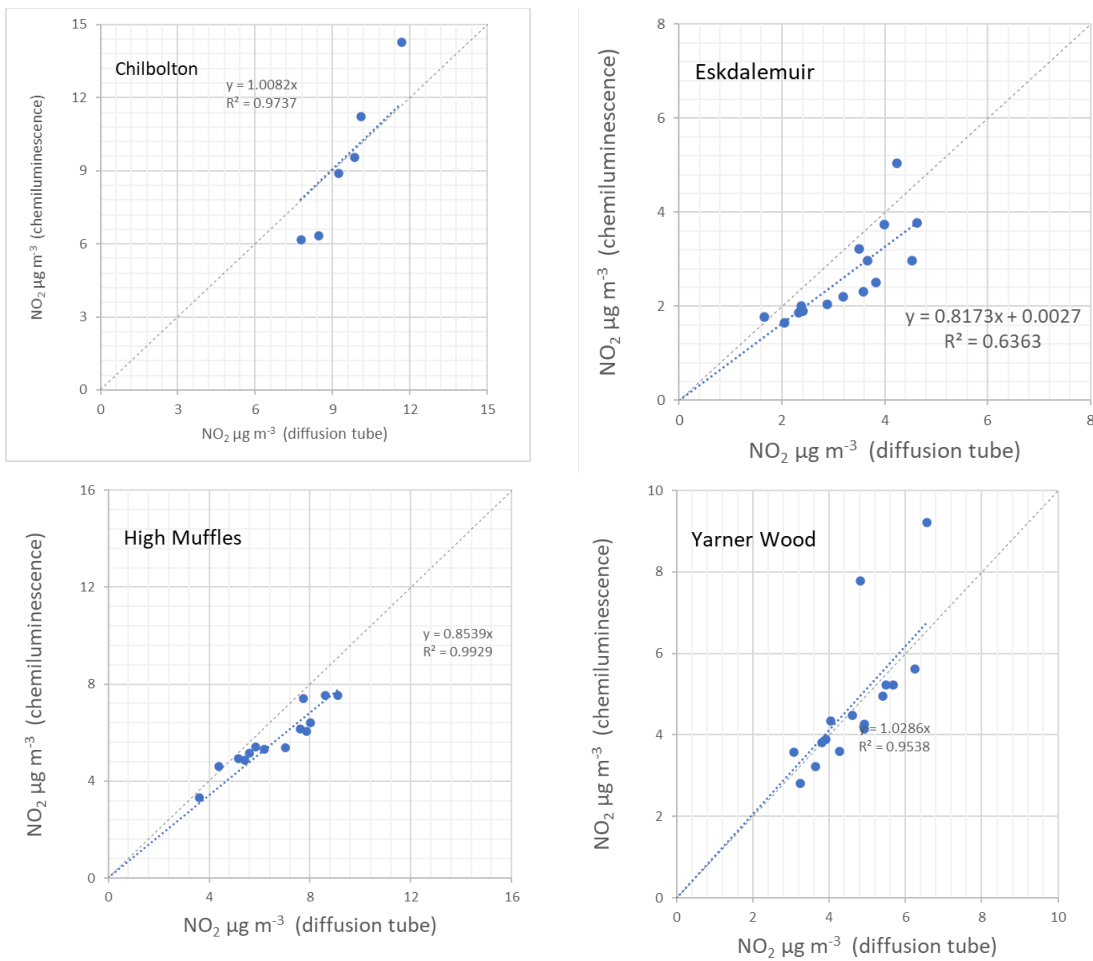 Chilbolton
y = 1.0082x
R² = 0.9737
15
12
9
6
3
0
0 3 6 9 12 15
NO₂ µg m⁻³ (chemiluminescence)
NO₂ µg m⁻³ (diffusion tube)
Eskdalemuir
8
6
4
2
0
0 2 4 6 8
y = 0.8173x + 0.0027
R² = 0.6363
NO₂ µg m⁻³ (chemiluminescence)
NO₂ µg m⁻³ (diffusion tube)
High Muffles
16
12
8
4
0
0 4 8 12 16
y = 0.8539x
R² = 0.9929
NO₂ µg m⁻³ (chemiluminescence)
NO₂ µg m⁻³ (diffusion tube)
Yarner Wood
10
8
6
4
2
0
0 2 4 6 8 10
y = 1.0286x
R² = 0.9538
NO₂ µg m⁻³ (chemiluminescence)
NO₂ µg m⁻³ (diffusion tube)